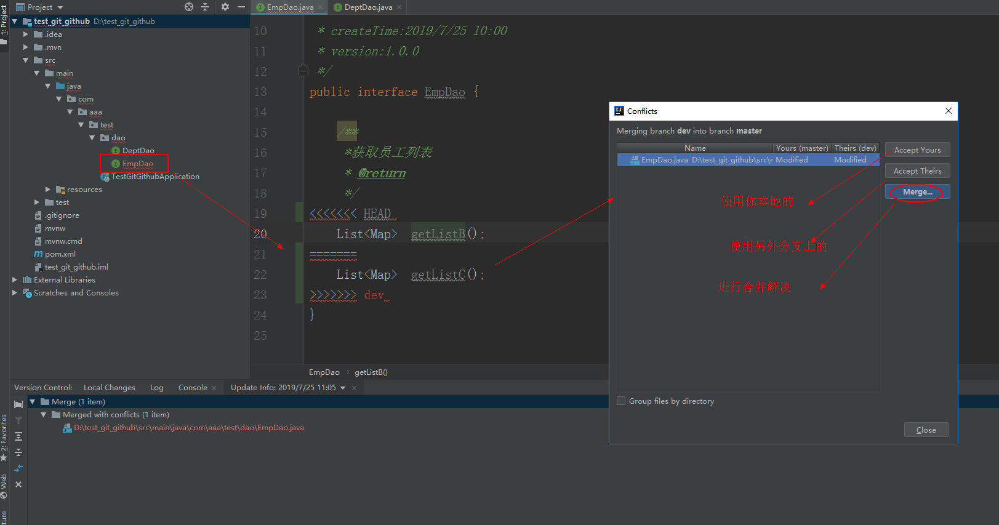 Project
EmpDao.java
DeptDao.java
1: Project
test_git_github D:\test_git_github
.idea
.mvn
src
main
java
com
aaa
test
dao
DeptDao
EmpDao
TestGitGithubApplication
resources
test
.gitignore
mvnw
mvnw.cmd
pom.xml
test_git_github.iml
External Libraries
Scratches and Consoles
10 * createTime:2019/7/25 10:00
11 * version:1.0.0
12 */
13 public interface EmpDao {
14
15 /**
16 *获取员工列表
17 * @return
18 */
19 <<<<<<< HEAD
20 List<Map> getListB();
21 =======
22 List<Map> getListC();
23 >>>>>>> dev
24 }
25
EmpDao › getListB()
Conflicts
Merging branch dev into branch master
Name Yours (master) Theirs (dev)
EmpDao.java D:\test_git_github\src\r Modified Modified
Accept Yours
Accept Theirs
Merge...
使用你本地的
使用另外分支上的
进行合并解决
Group files by directory
Close
Version Control: Local Changes Log Console Update Info: 2019/7/25 11:05
Merge (1 item)
Merged with conflicts (1 item)
D:\test_git_github\src\main\java\com\aaa\test\dao\EmpDao.java
2: Favorites
Web